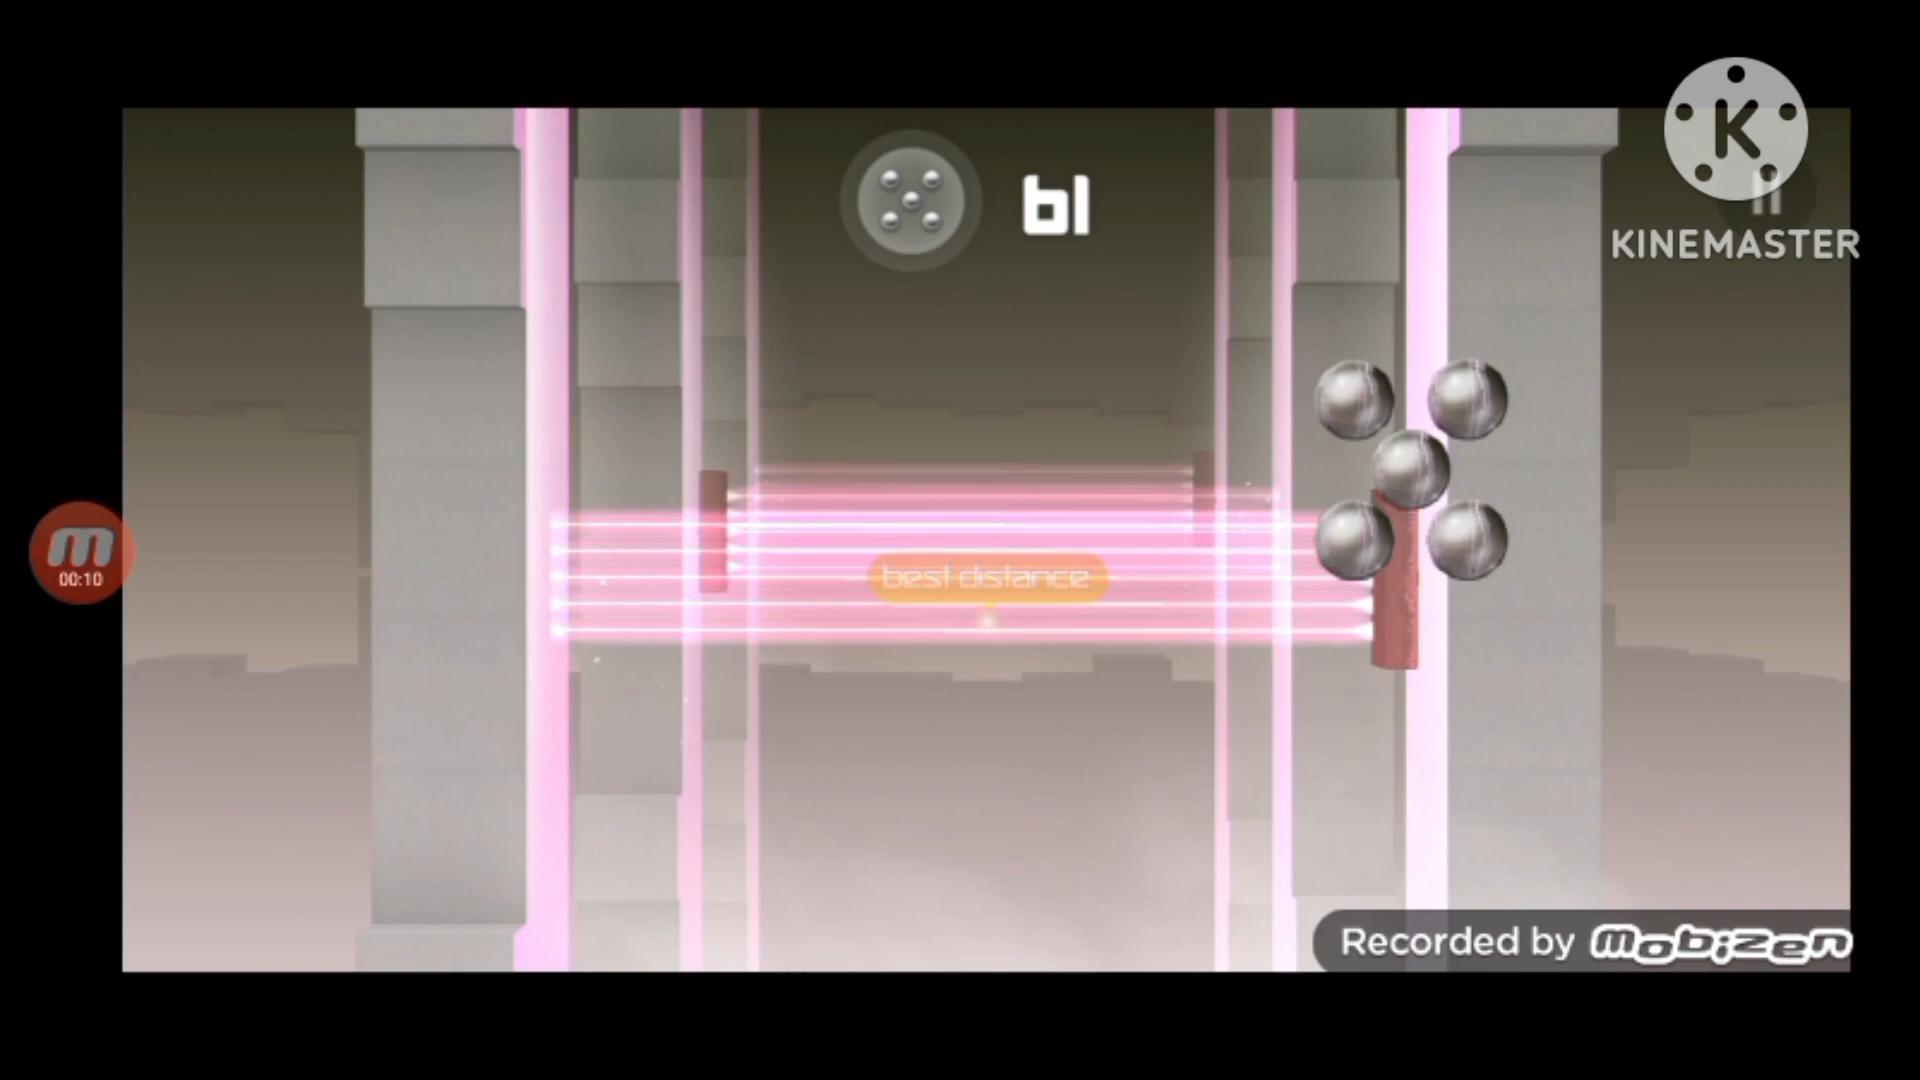 61
K
KINEMASTER
m
00:10
best distance
Recorded by mobizen